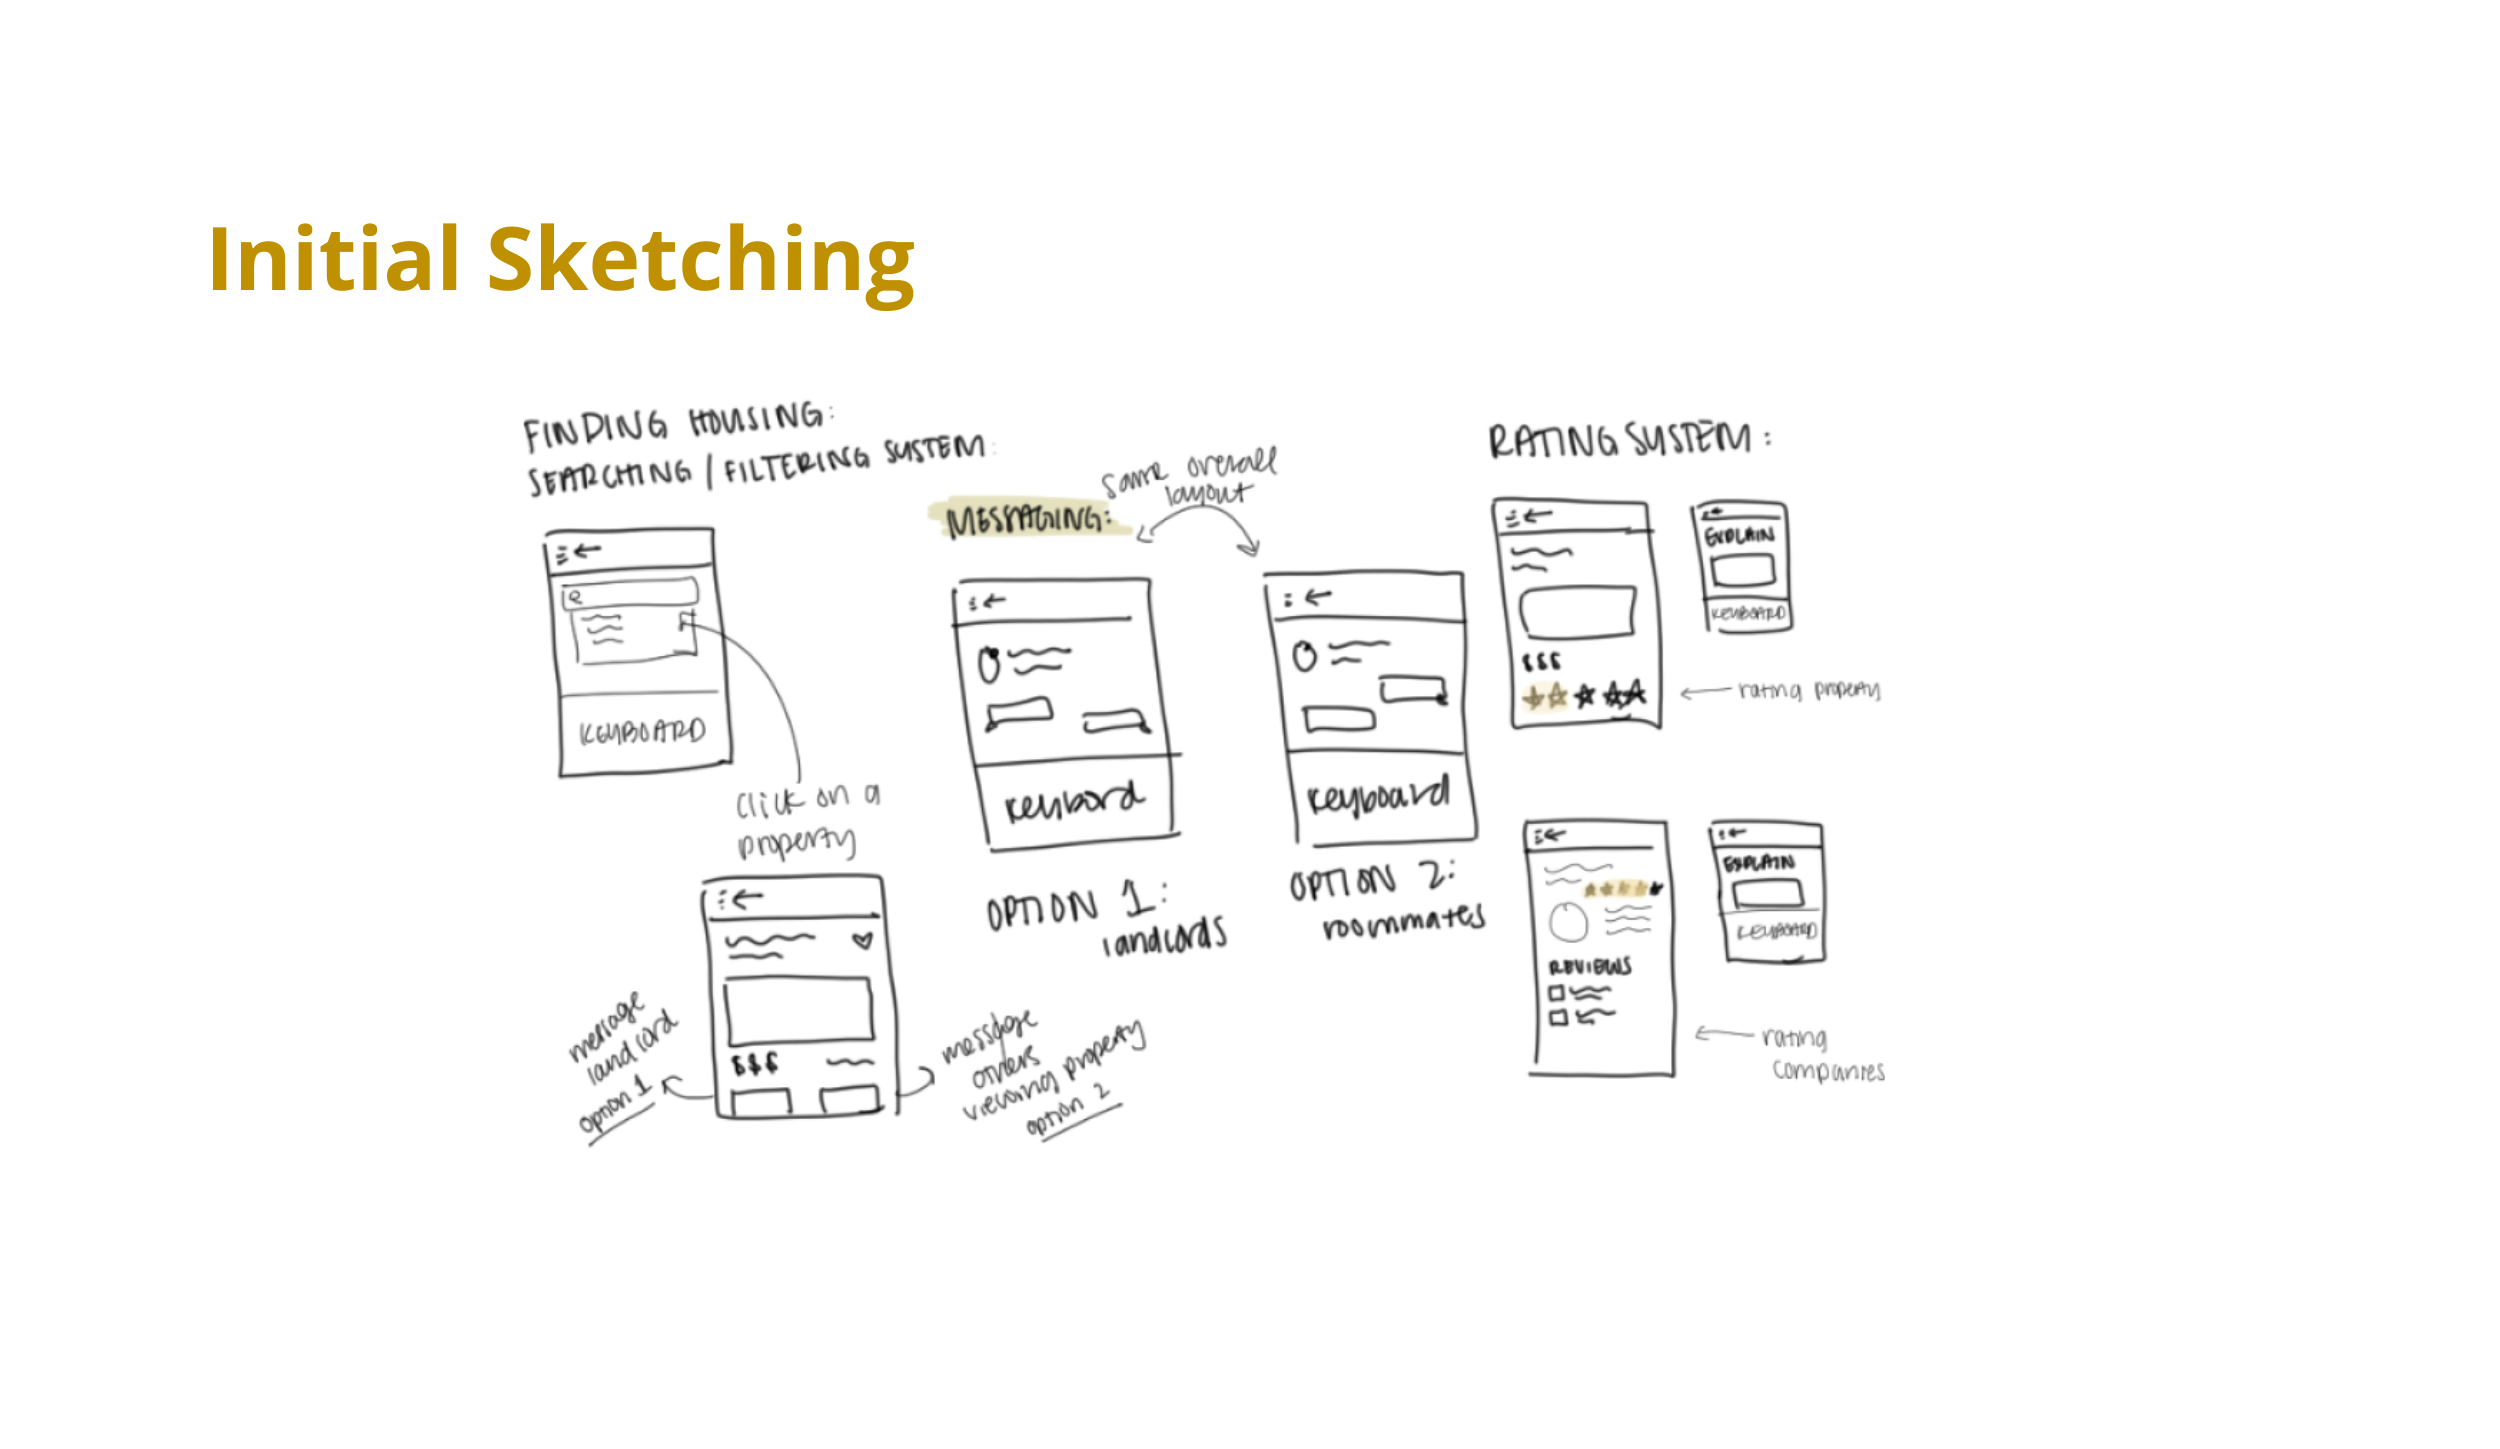 Initial Sketching
FINDING HOUSING:
SEARCHING / FILTERING SYSTEM:
KEYBOARD
click on a
property
$$$
message
landlord
option 1
message
others
viewing property
option 2
MESSAGING:
same overall
layout
keybord
OPTION 1:
landlords
keyboard
OPTION 2:
roommates
RATING SYSTEM:
$$$
EXPLAIN
KEYBOARD
rating property
REVIEWS
EXPLAIN
KEYBOARD
rating
companies